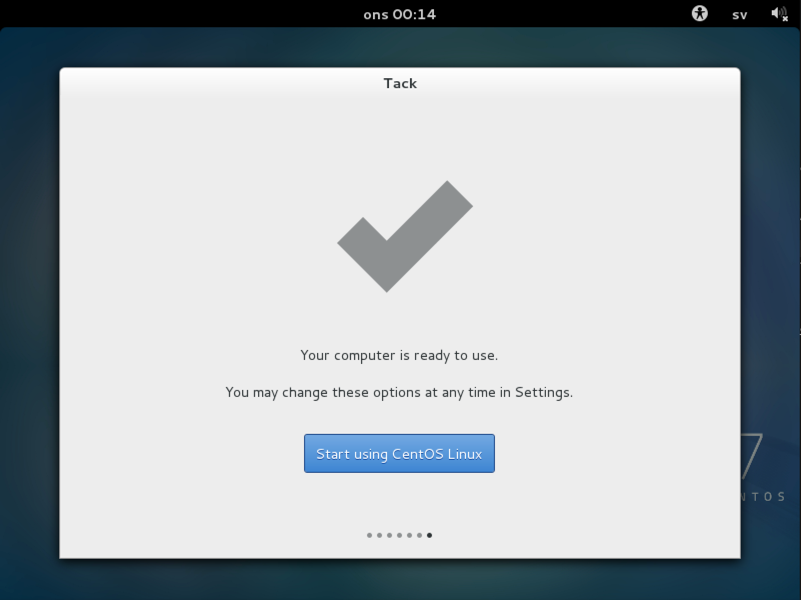 ons 00:14
sv
Tack
Your computer is ready to use.
You may change these options at any time in Settings.
Start using CentOS Linux
7
NTOS